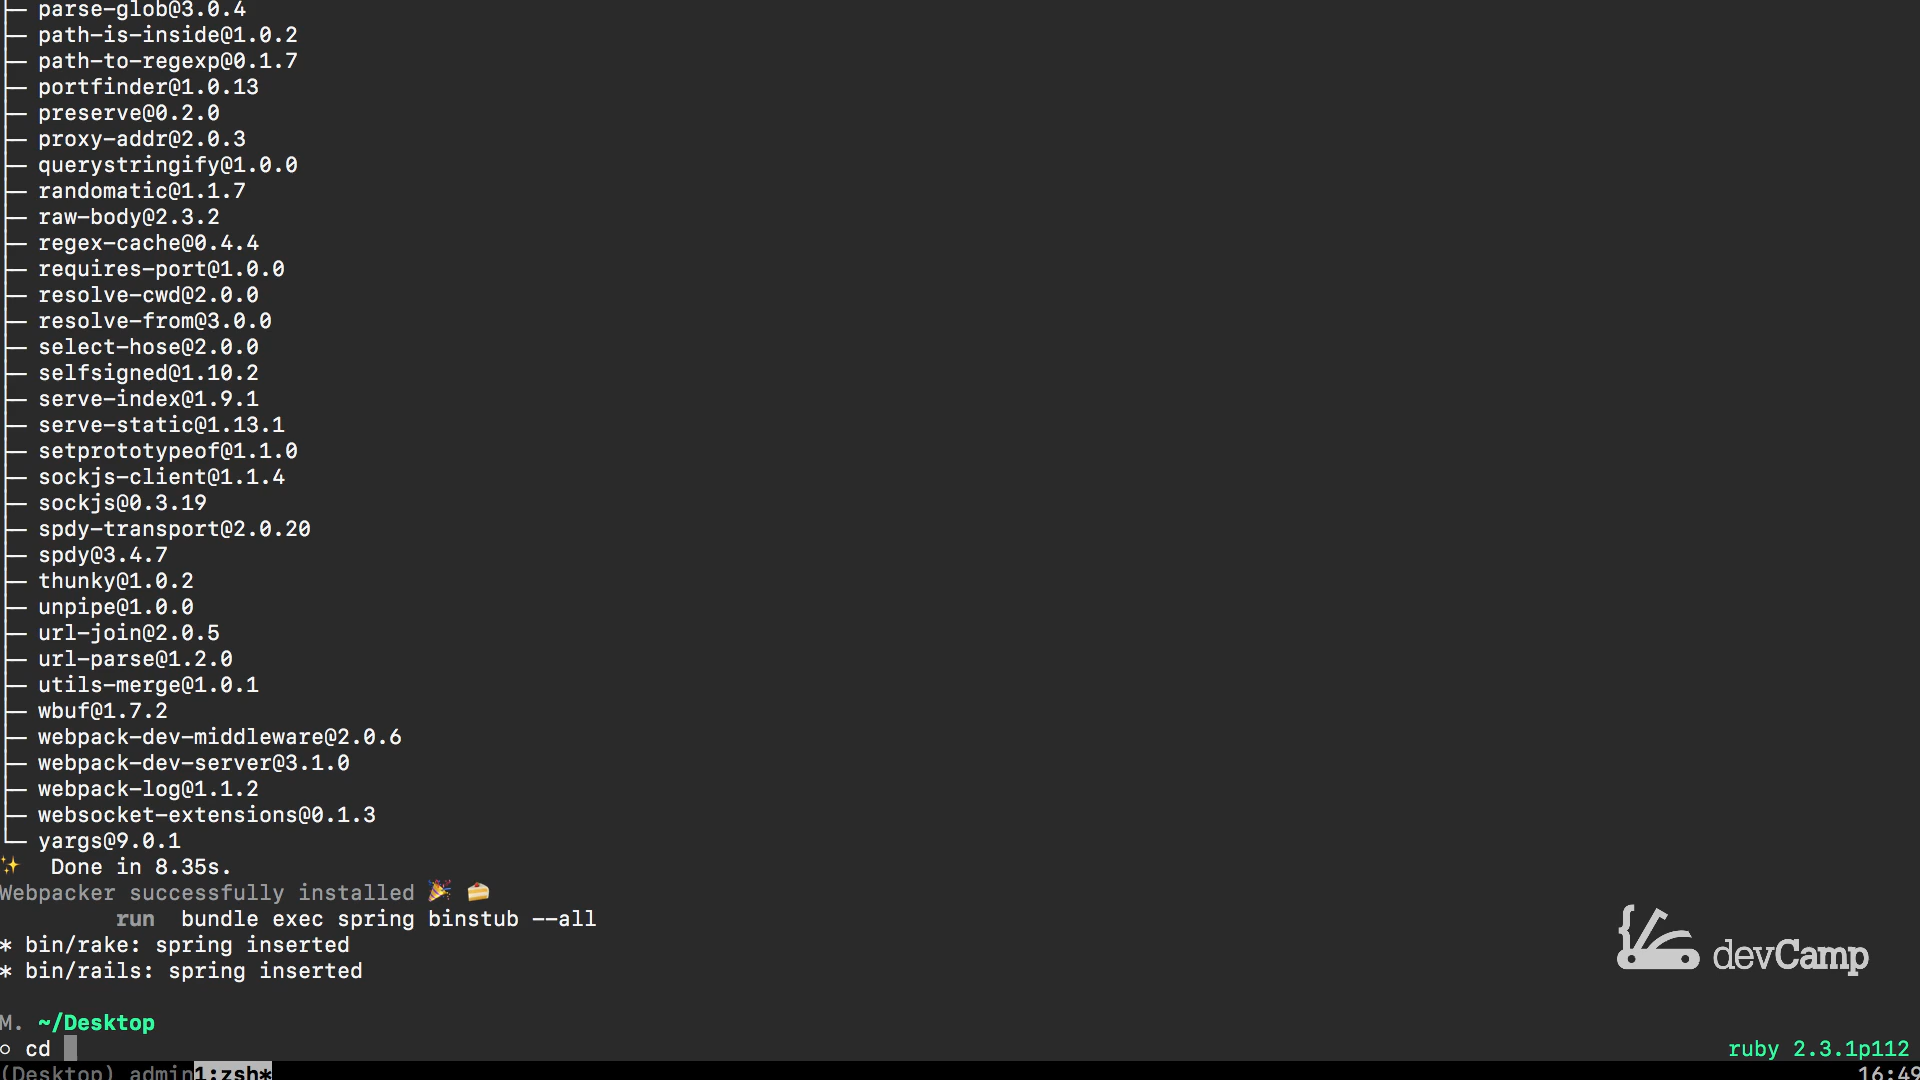 ├─ parse-glob@3.0.4
├─ path-is-inside@1.0.2
├─ path-to-regexp@0.1.7
├─ portfinder@1.0.13
├─ preserve@0.2.0
├─ proxy-addr@2.0.3
├─ querystringify@1.0.0
├─ randomatic@1.1.7
├─ raw-body@2.3.2
├─ regex-cache@0.4.4
├─ requires-port@1.0.0
├─ resolve-cwd@2.0.0
├─ resolve-from@3.0.0
├─ select-hose@2.0.0
├─ selfsigned@1.10.2
├─ serve-index@1.9.1
├─ serve-static@1.13.1
├─ setprototypeof@1.1.0
├─ sockjs-client@1.1.4
├─ sockjs@0.3.19
├─ spdy-transport@2.0.20
├─ spdy@3.4.7
├─ thunky@1.0.2
├─ unpipe@1.0.0
├─ url-join@2.0.5
├─ url-parse@1.2.0
├─ utils-merge@1.0.1
├─ wbuf@1.7.2
├─ webpack-dev-middleware@2.0.6
├─ webpack-dev-server@3.1.0
├─ webpack-log@1.1.2
├─ websocket-extensions@0.1.3
└─ yargs@9.0.1
✨  Done in 8.35s.
Webpacker successfully installed 🎉 🍰
run  bundle exec spring binstub --all
* bin/rake: spring inserted
* bin/rails: spring inserted
devCamp
M. ~/Desktop
○ cd
ruby 2.3.1p112
(Desktop) admin 1:zsh*
16:49